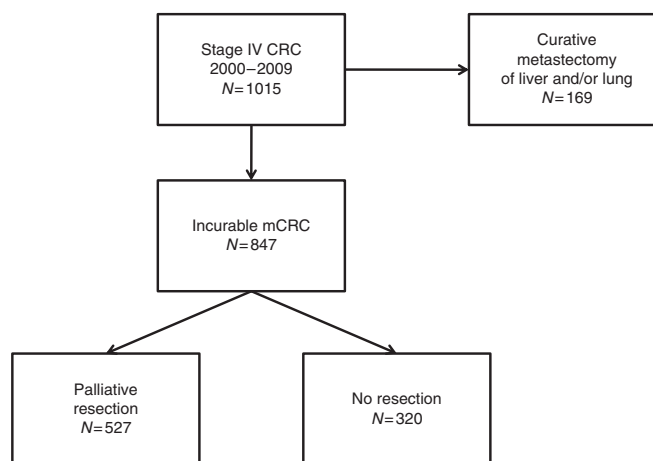 Stage IV CRC
2000–2009
N=1015
Curative
metastectomy
of liver and/or lung
N=169
Incurable mCRC
N=847
Palliative
resection
N=527
No resection
N=320